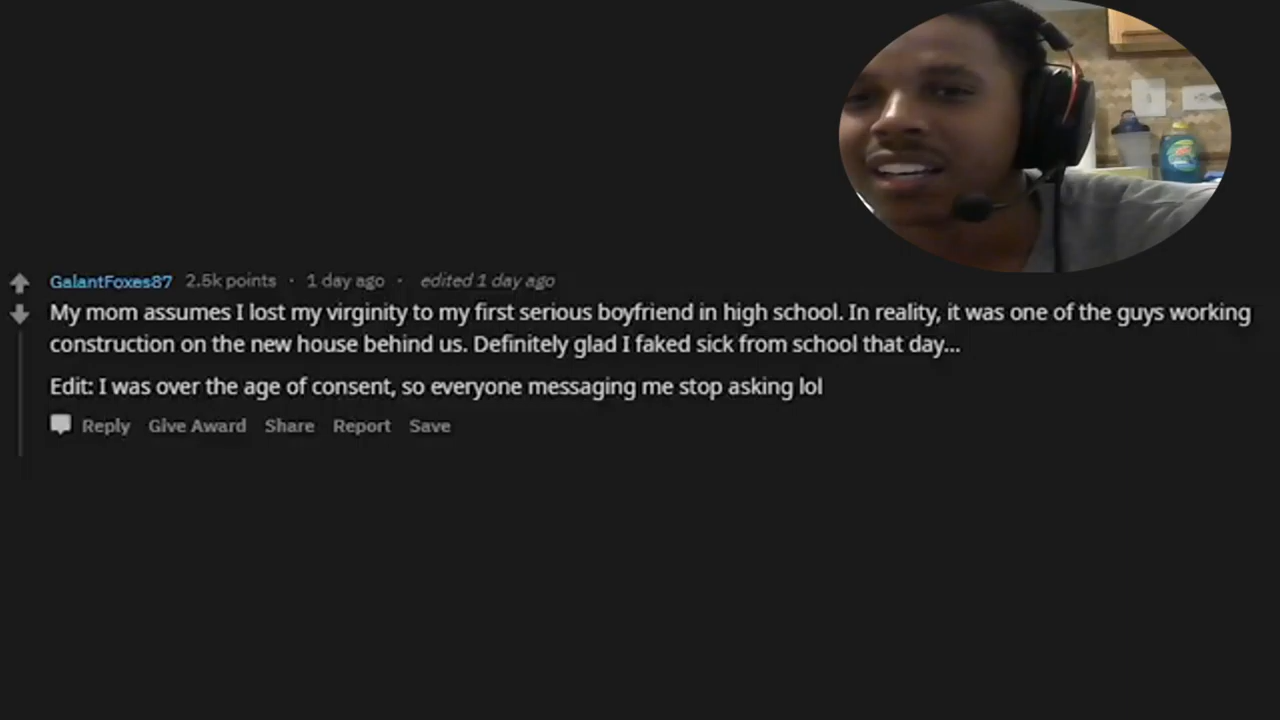 GalantFoxes87 2.5k points · 1 day ago · edited 1 day ago
My mom assumes I lost my virginity to my first serious boyfriend in high school. In reality, it was one of the guys working
construction on the new house behind us. Definitely glad I faked sick from school that day...
Edit: I was over the age of consent, so everyone messaging me stop asking lol
Reply Give Award Share Report Save